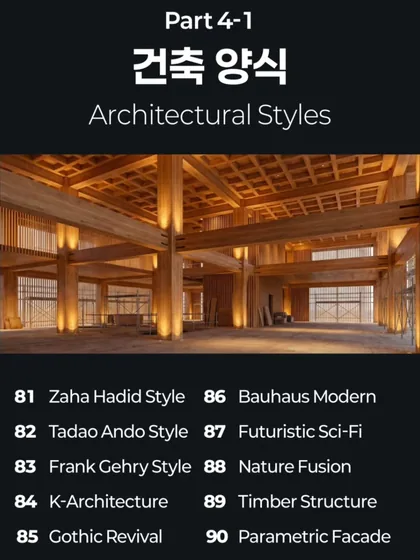 Part 4-1
건축 양식
Architectural Styles
81 Zaha Hadid Style
82 Tadao Ando Style
83 Frank Gehry Style
84 K-Architecture
85 Gothic Revival
86 Bauhaus Modern
87 Futuristic Sci-Fi
88 Nature Fusion
89 Timber Structure
90 Parametric Facade